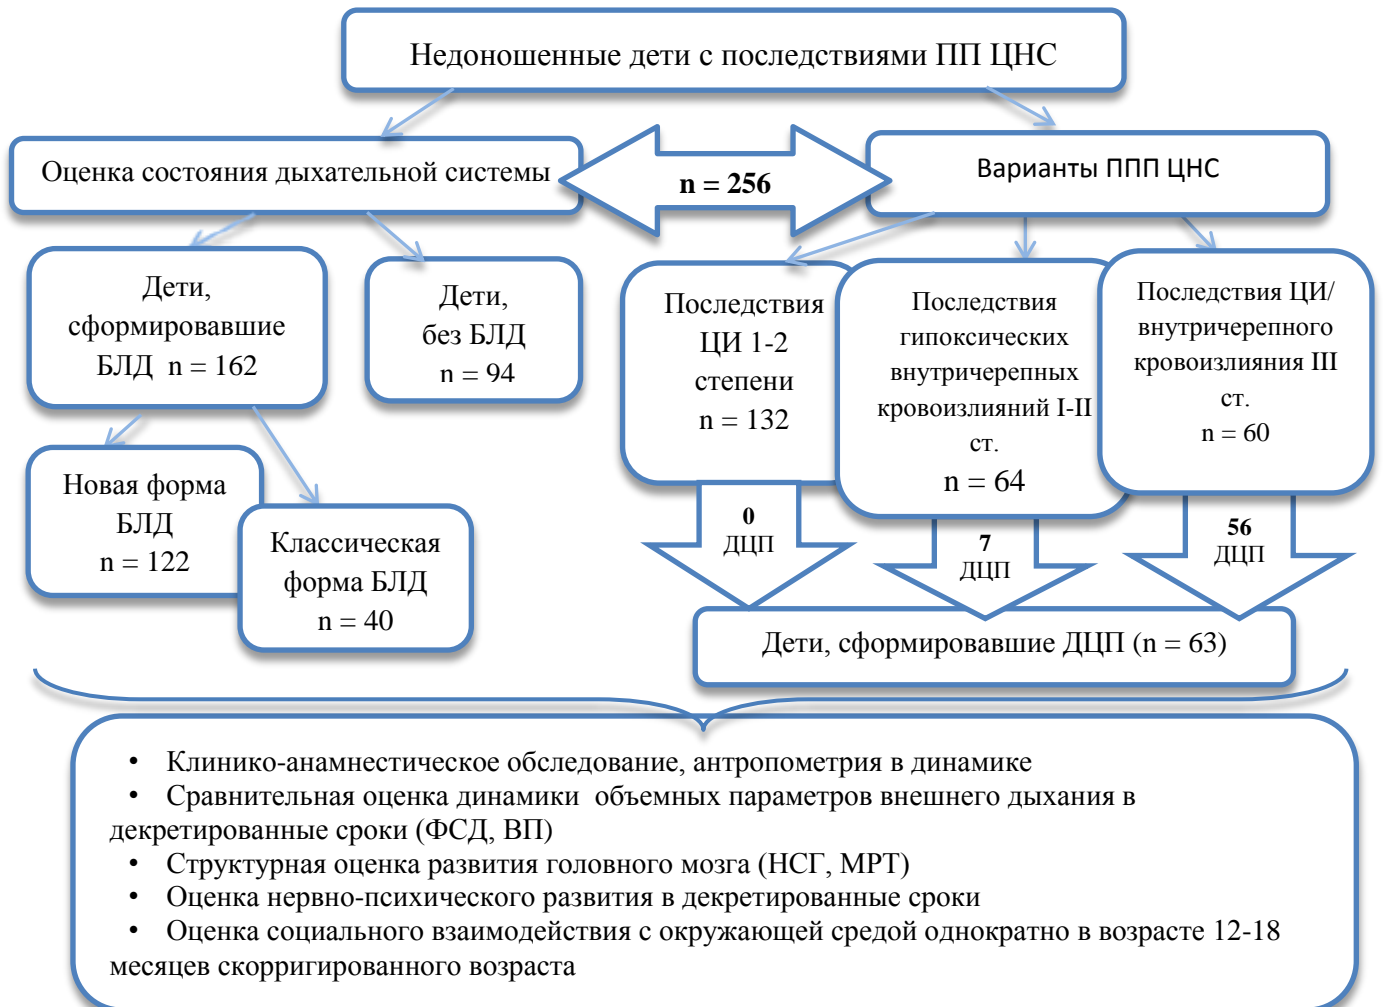 Недоношенные дети с последствиями ПП ЦНС
Оценка состояния дыхательной системы
n = 256
Варианты ППП ЦНС
Дети,
сформировавшие
БЛД n = 162
Дети,
без БЛД
n = 94
Новая форма
БЛД
n = 122
Классическая
форма БЛД
n = 40
Последствия
ЦИ 1-2
степени
n = 132
Последствия
гипоксических
внутричерепных
кровоизлияний I-II
ст.
n = 64
Последствия ЦИ/
внутричерепного
кровоизлияния III
ст.
n = 60
0
ДЦП
7
ДЦП
56
ДЦП
Дети, сформировавшие ДЦП (n = 63)
• Клинико-анамнестическое обследование, антропометрия в динамике
• Сравнительная оценка динамики объемных параметров внешнего дыхания в
декретированные сроки (ФСД, ВП)
• Структурная оценка развития головного мозга (НСГ, МРТ)
• Оценка нервно-психического развития в декретированные сроки
• Оценка социального взаимодействия с окружающей средой однократно в возрасте 12-18
месяцев скорригированного возраста